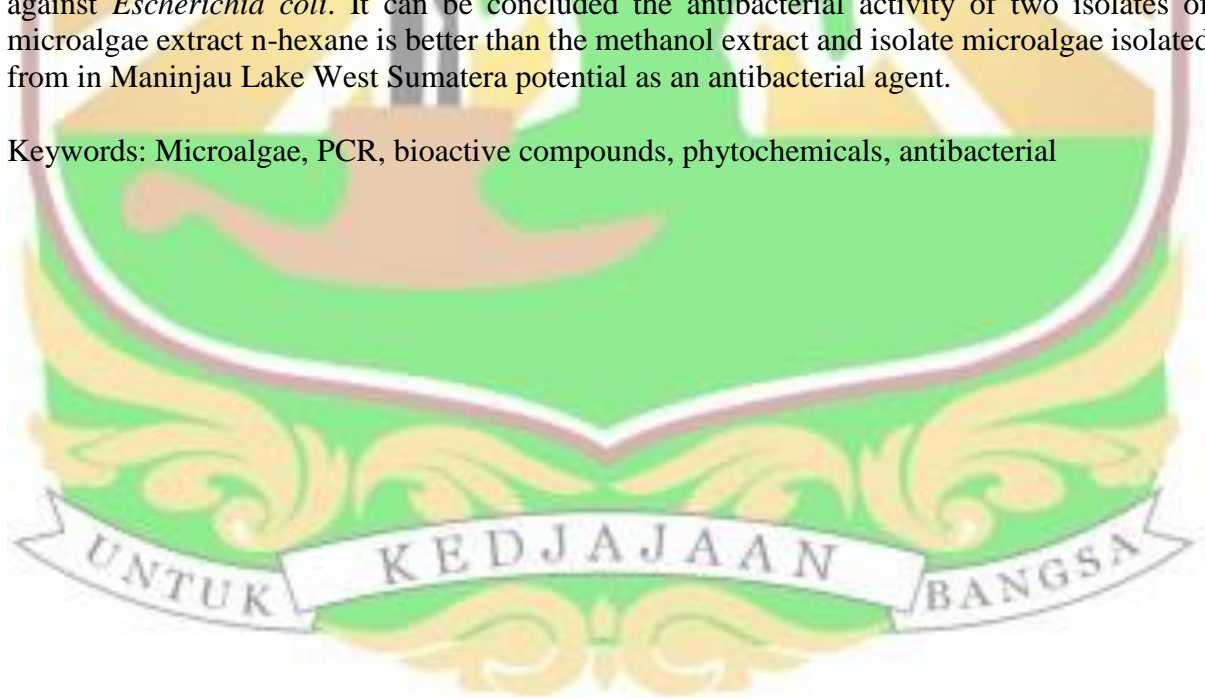 against Escherichia coli. It can be concluded the antibacterial activity of two isolates of
microalgae extract n-hexane is better than the methanol extract and isolate microalgae isolated
from in Maninjau Lake West Sumatera potential as an antibacterial agent.
Keywords: Microalgae, PCR, bioactive compounds, phytochemicals, antibacterial
UNTUK KEDJAJAAN BANGSA